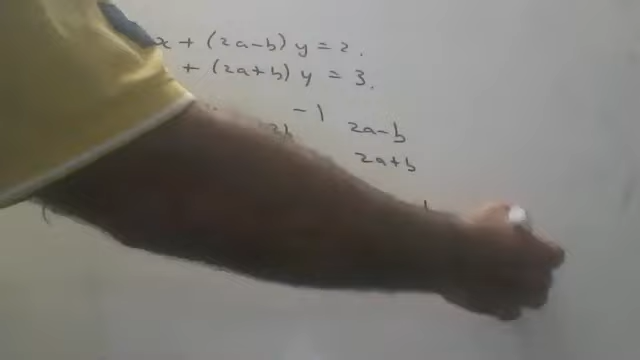 x + (2a-b) y = 2.
+ (2a+b) y = 3.
-1 2a-b
2a+b